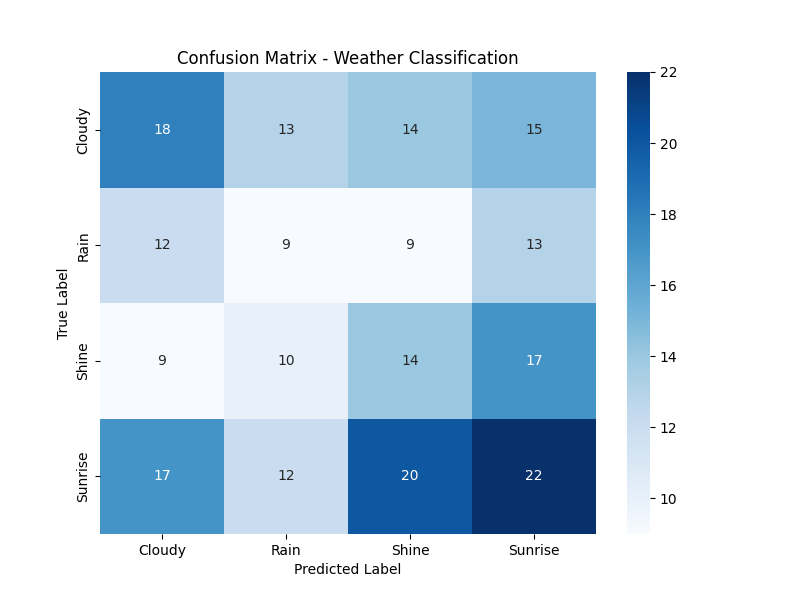 Confusion Matrix - Weather Classification
True Label
Cloudy 18 13 14 15
Rain 12 9 9 13
Shine 9 10 14 17
Sunrise 17 12 20 22
Cloudy Rain Shine Sunrise
Predicted Label
22
20
18
16
14
12
10